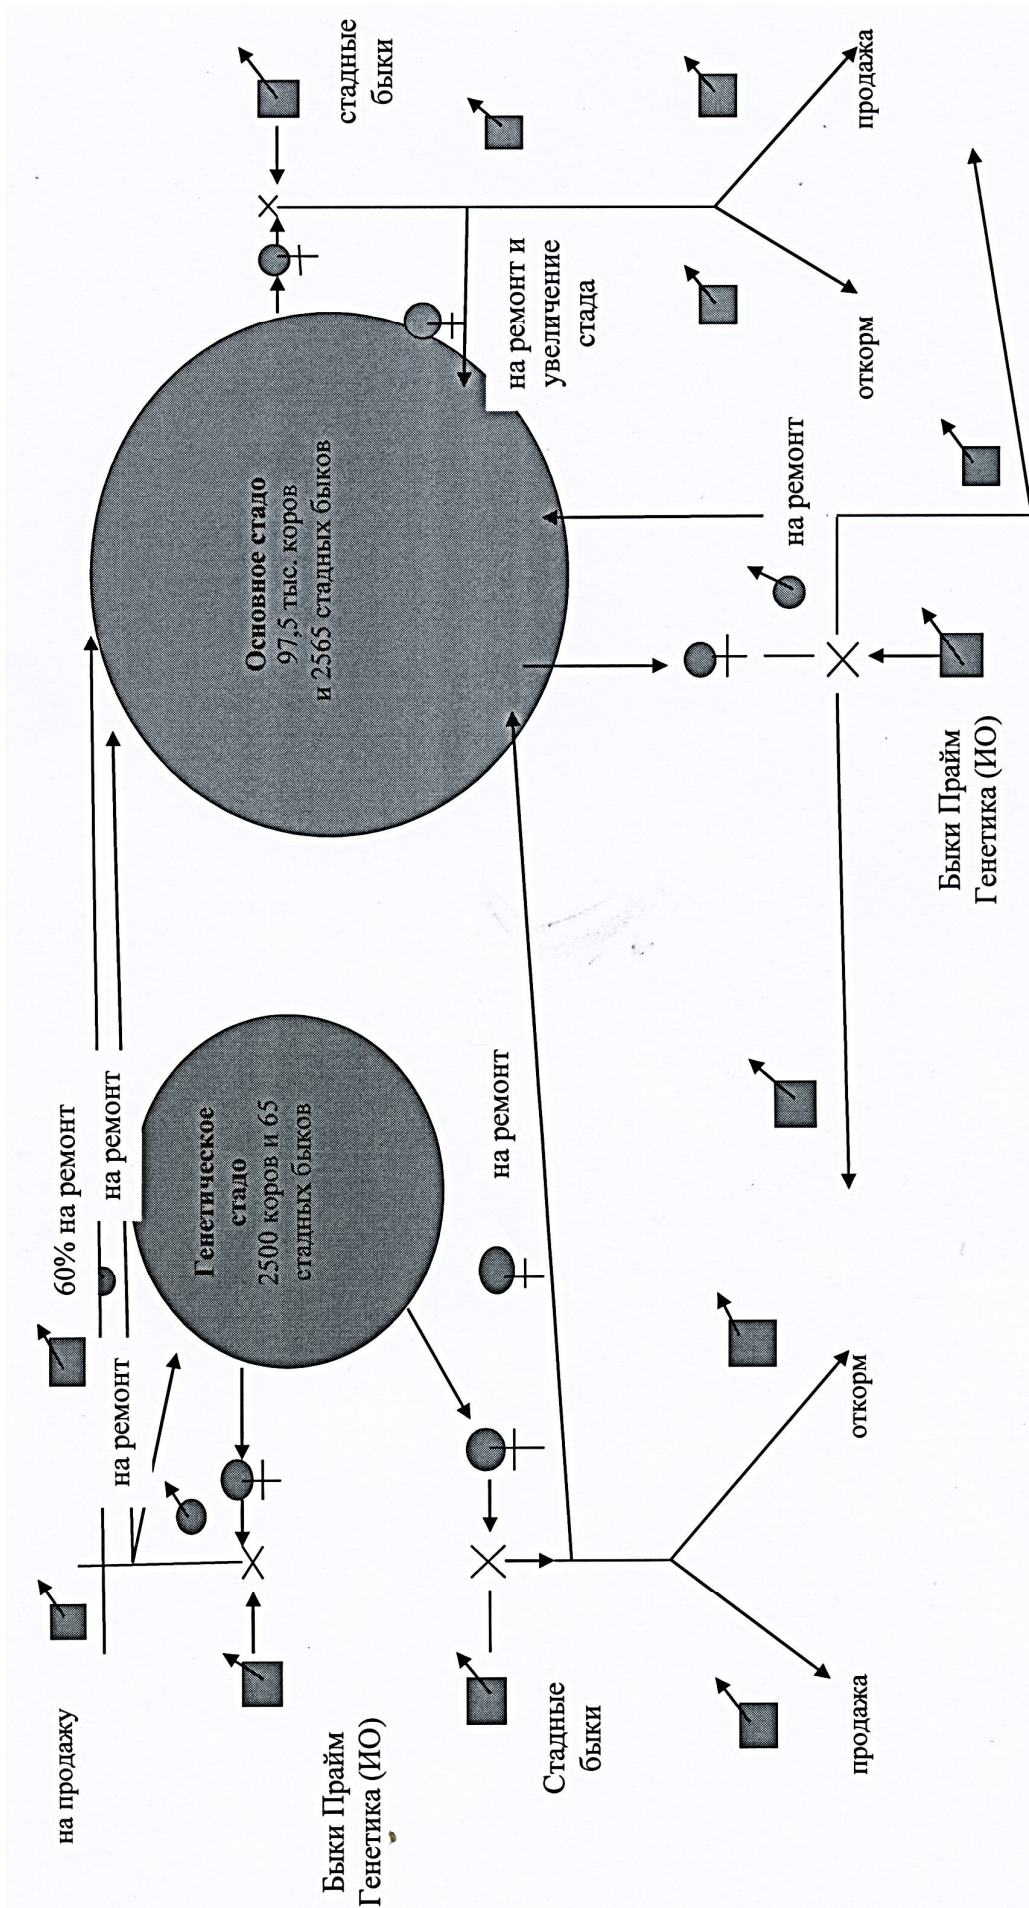 на продажу
60% на ремонт
на ремонт
на ремонт
Генетическое
стадо
2500 коров и 65
стадных быков
Основное стадо
97,5 тыс. коров
и 2565 стадных быков
стадные
быки
Быки Прайм
Генетика (ИО)
на ремонт
на ремонт и
увеличение
стада
Стадные
быки
на ремонт
продажа
откорм
откорм
продажа
Быки Прайм
Генетика (ИО)